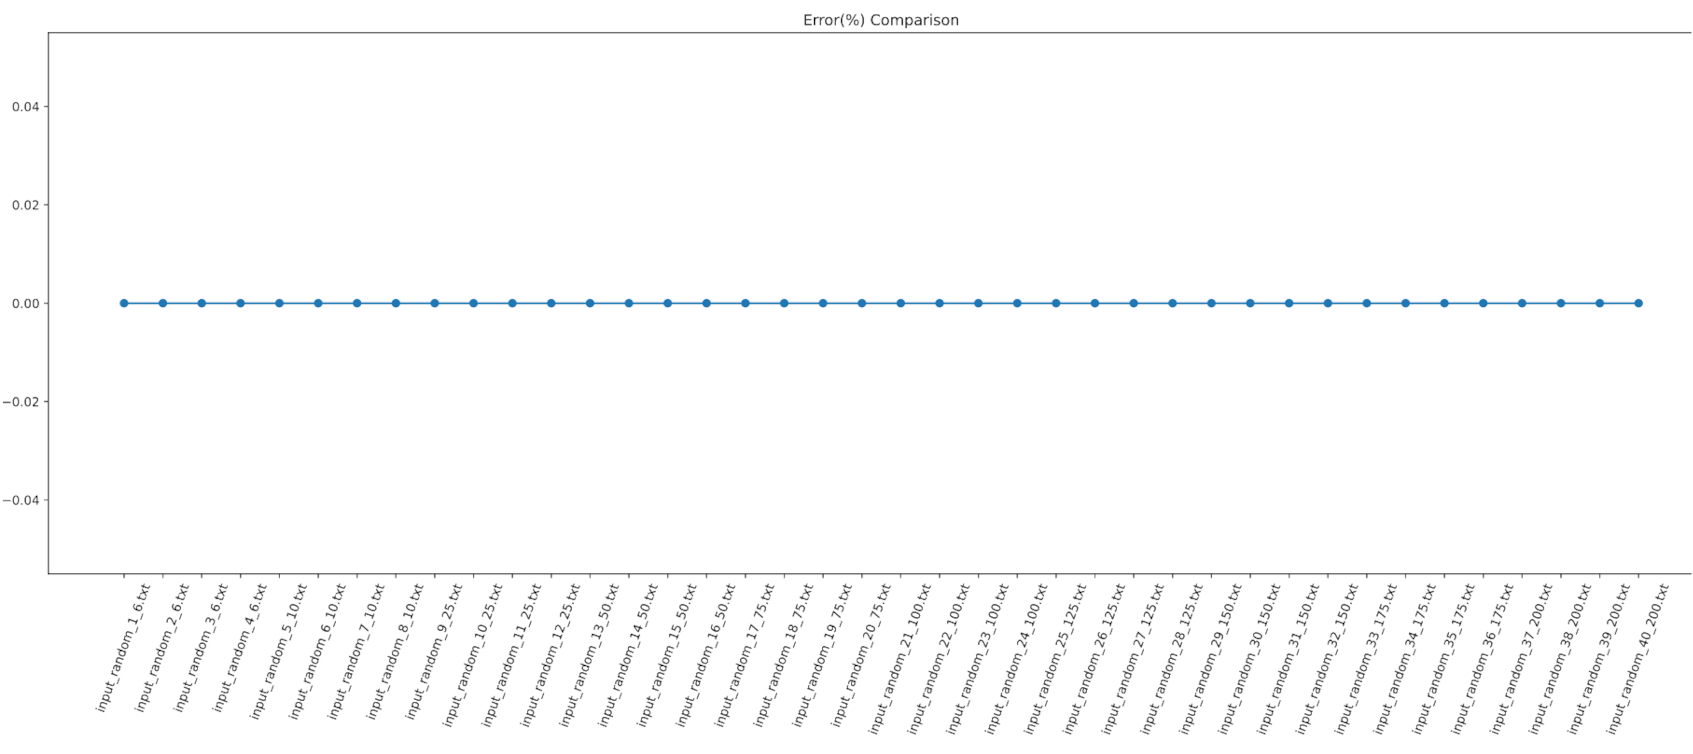 Error(%) Comparison
0.04
0.02
0.00
−0.02
−0.04
input_random_1_6.txt
input_random_2_6.txt
input_random_3_6.txt
input_random_4_6.txt
input_random_5_10.txt
input_random_6_10.txt
input_random_7_10.txt
input_random_8_10.txt
input_random_9_25.txt
input_random_10_25.txt
input_random_11_25.txt
input_random_12_25.txt
input_random_13_50.txt
input_random_14_50.txt
input_random_15_50.txt
input_random_16_50.txt
input_random_17_75.txt
input_random_18_75.txt
input_random_19_75.txt
input_random_20_75.txt
input_random_21_100.txt
input_random_22_100.txt
input_random_23_100.txt
input_random_24_100.txt
input_random_25_125.txt
input_random_26_125.txt
input_random_27_125.txt
input_random_28_125.txt
input_random_29_150.txt
input_random_30_150.txt
input_random_31_150.txt
input_random_32_150.txt
input_random_33_175.txt
input_random_34_175.txt
input_random_35_175.txt
input_random_36_175.txt
input_random_37_200.txt
input_random_38_200.txt
input_random_39_200.txt
input_random_40_200.txt